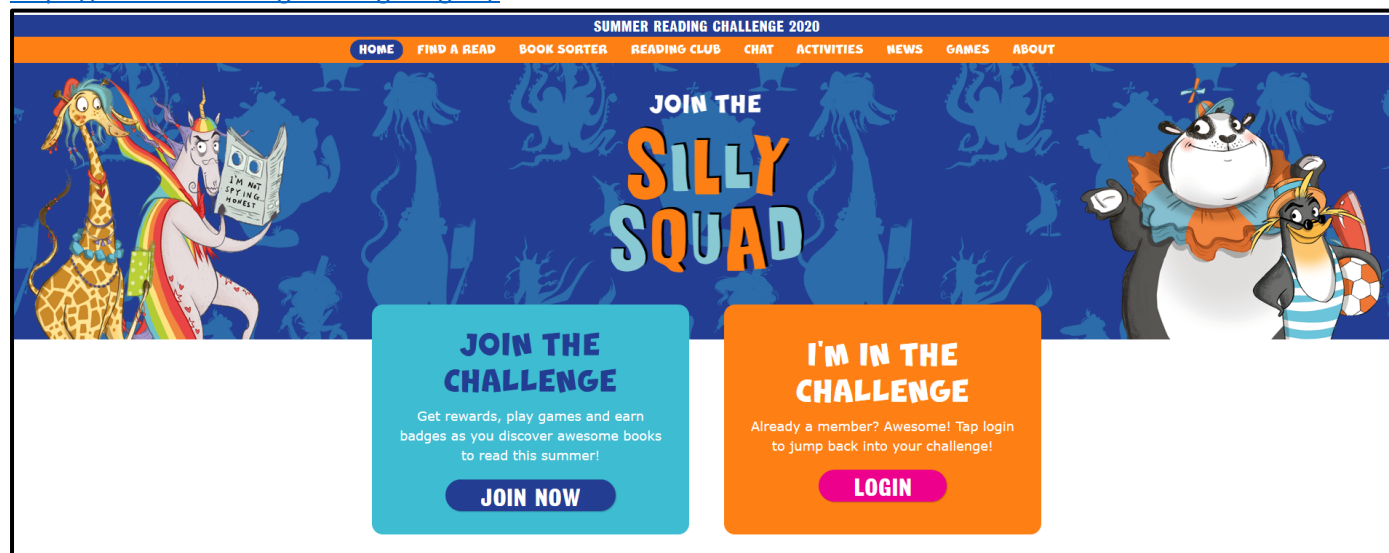 SUMMER READING CHALLENGE 2020
HOME FIND A READ BOOK SORTER READING CLUB CHAT ACTIVITIES NEWS GAMES ABOUT
JOIN THE
SILLY
SQUAD
I'M NOT
SPYING
HONEST
JOIN THE
CHALLENGE
Get rewards, play games and earn
badges as you discover awesome books
to read this summer!
JOIN NOW
I'M IN THE
CHALLENGE
Already a member? Awesome! Tap login
to jump back into your challenge!
LOGIN